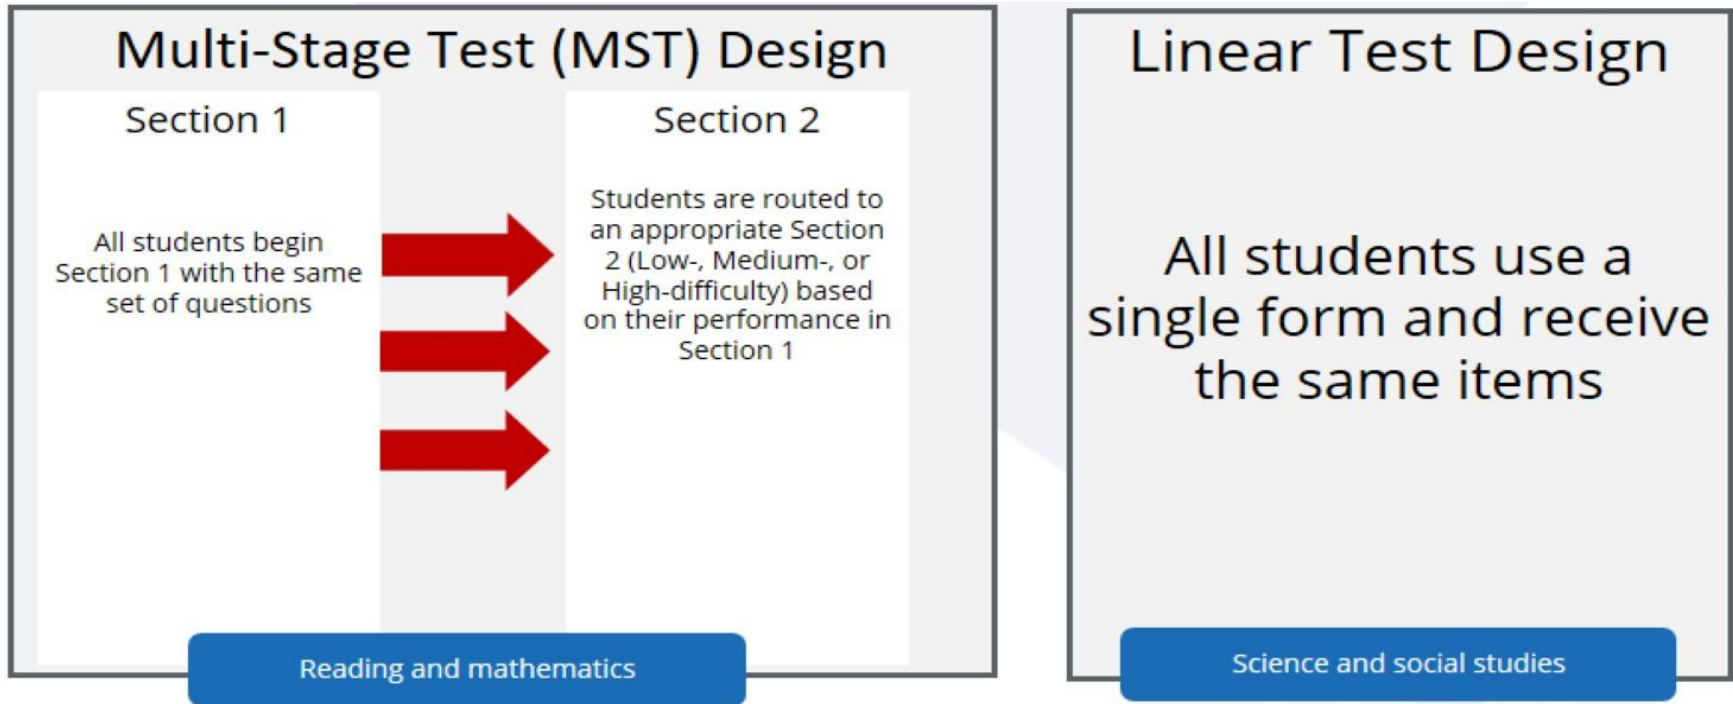 Multi-Stage Test (MST) Design
Section 1
All students begin
Section 1 with the same
set of questions
Section 2
Students are routed to
an appropriate Section
2 (Low-, Medium-, or
High-difficulty) based
on their performance in
Section 1
Reading and mathematics
Linear Test Design
All students use a
single form and receive
the same items
Science and social studies